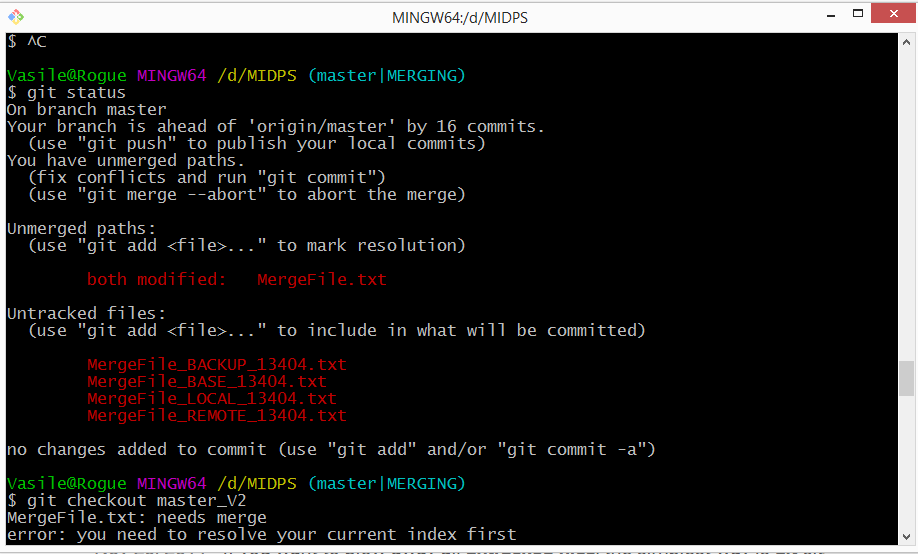 MINGW64:/d/MIDPS
$ ^C
Vasile@Rogue MINGW64 /d/MIDPS (master|MERGING)
$ git status
On branch master
Your branch is ahead of 'origin/master' by 16 commits.
  (use "git push" to publish your local commits)
You have unmerged paths.
  (fix conflicts and run "git commit")
  (use "git merge --abort" to abort the merge)
Unmerged paths:
  (use "git add <file>..." to mark resolution)
        both modified:   MergeFile.txt
Untracked files:
  (use "git add <file>..." to include in what will be committed)
        MergeFile_BACKUP_13404.txt
        MergeFile_BASE_13404.txt
        MergeFile_LOCAL_13404.txt
        MergeFile_REMOTE_13404.txt
no changes added to commit (use "git add" and/or "git commit -a")
Vasile@Rogue MINGW64 /d/MIDPS (master|MERGING)
$ git checkout master_V2
MergeFile.txt: needs merge
error: you need to resolve your current index first